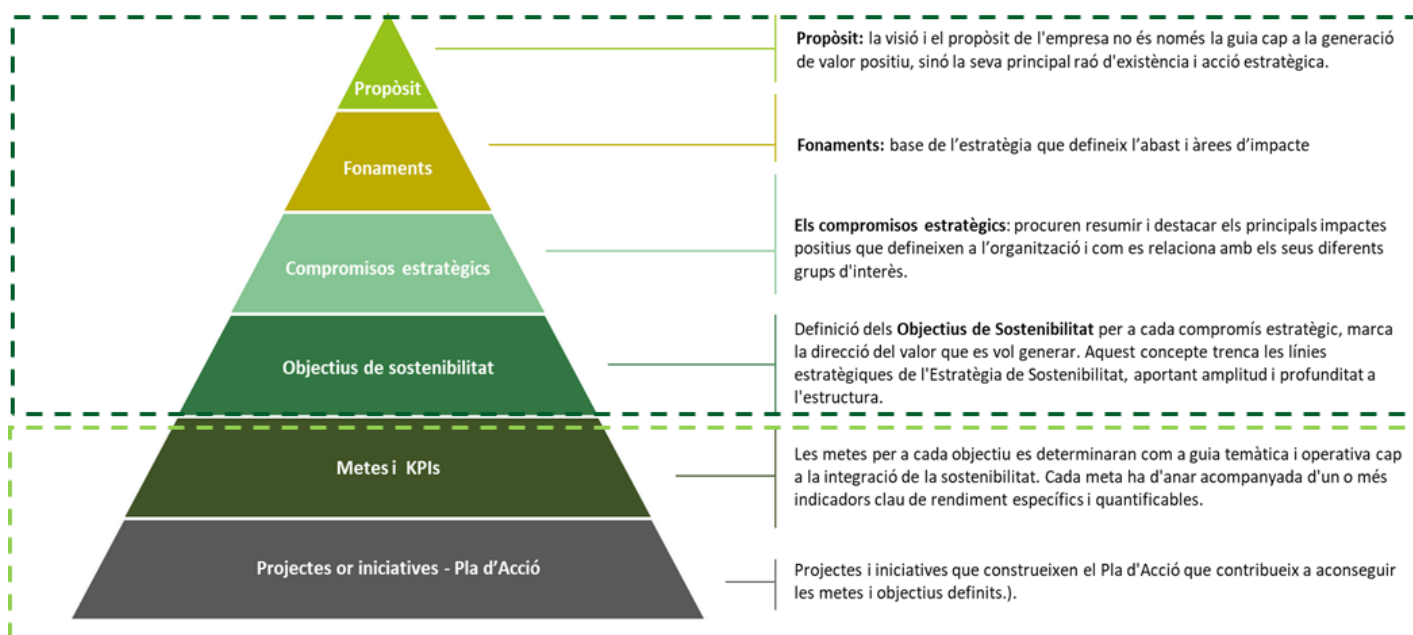 Propòsit
Propòsit: la visió i el propòsit de l'empresa no és només la guia cap a la generació
de valor positiu, sinó la seva principal raó d'existència i acció estratègica.
Fonaments
Fonaments: base de l’estratègia que defineix l’abast i àrees d’impacte
Compromisos estratègics
Els compromisos estratègics: procuren resumir i destacar els principals impactes
positius que defineixen a l’organització i com es relaciona amb els seus diferents
grups d'interès.
Objectius de sostenibilitat
Definició dels Objectius de Sostenibilitat per a cada compromís estratègic, marca
la direcció del valor que es vol generar. Aquest concepte trenca les línies
estratègiques de l'Estratègia de Sostenibilitat, aportant amplitud i profunditat a
l'estructura.
Metes i KPIs
Les metes per a cada objectiu es determinaran com a guia temàtica i operativa cap
a la integració de la sostenibilitat. Cada meta ha d'anar acompanyada d'un o més
indicadors clau de rendiment específics i quantificables.
Projectes or iniciatives - Pla d’Acció
Projectes i iniciatives que construeixen el Pla d'Acció que contribueix a aconseguir
les metes i objectius definits.).